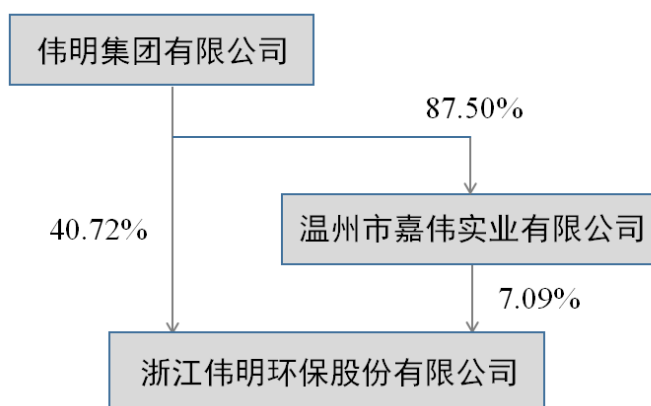 伟明集团有限公司
87.50%
40.72%
温州市嘉伟实业有限公司
7.09%
浙江伟明环保股份有限公司